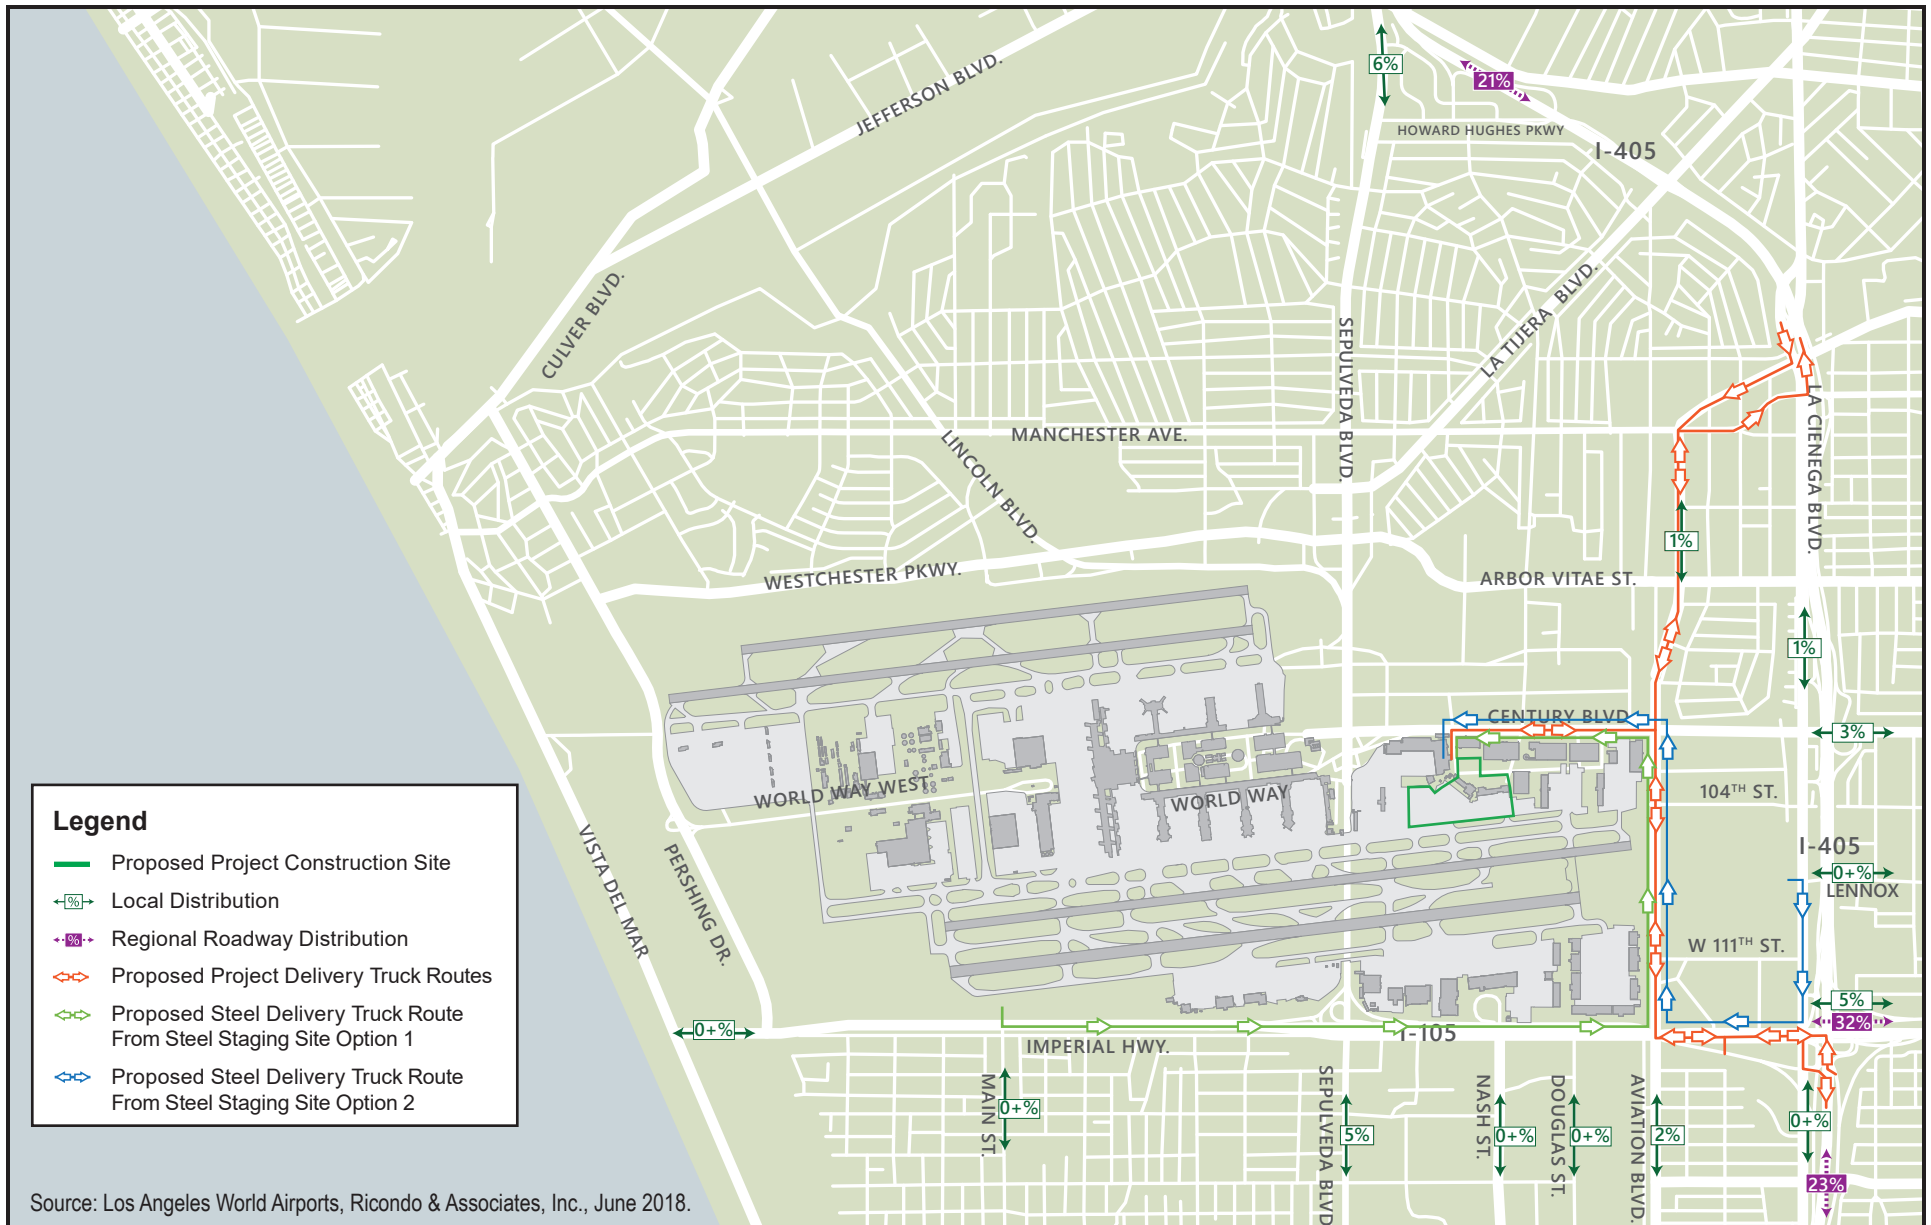 6%
21%
JEFFERSON BLVD.
HOWARD HUGHES PKWY
I-405
CULVER BLVD.
LA TIJERA BLVD.
SEPULVEDA BLVD.
LA CIENEGA BLVD.
MANCHESTER AVE.
LINCOLN BLVD.
1%
WESTCHESTER PKWY.
ARBOR VITAE ST.
1%
CENTURY BLVD
3%
WORLD WAY WEST
WORLD WAY
104TH ST.
I-405
0+%
LENNOX
VISTA DEL MAR
PERSHING DR.
W 111TH ST.
5%
32%
0+%
I-105
IMPERIAL HWY.
MAIN ST.
0+%
SEPULVEDA BLVD
5%
NASH ST.
0+%
DOUGLAS ST.
0+%
AVIATION BLVD.
2%
0+%
23%
Legend
Proposed Project Construction Site
% Local Distribution
% Regional Roadway Distribution
Proposed Project Delivery Truck Routes
Proposed Steel Delivery Truck Route
From Steel Staging Site Option 1
Proposed Steel Delivery Truck Route
From Steel Staging Site Option 2
Source: Los Angeles World Airports, Ricondo & Associates, Inc., June 2018.